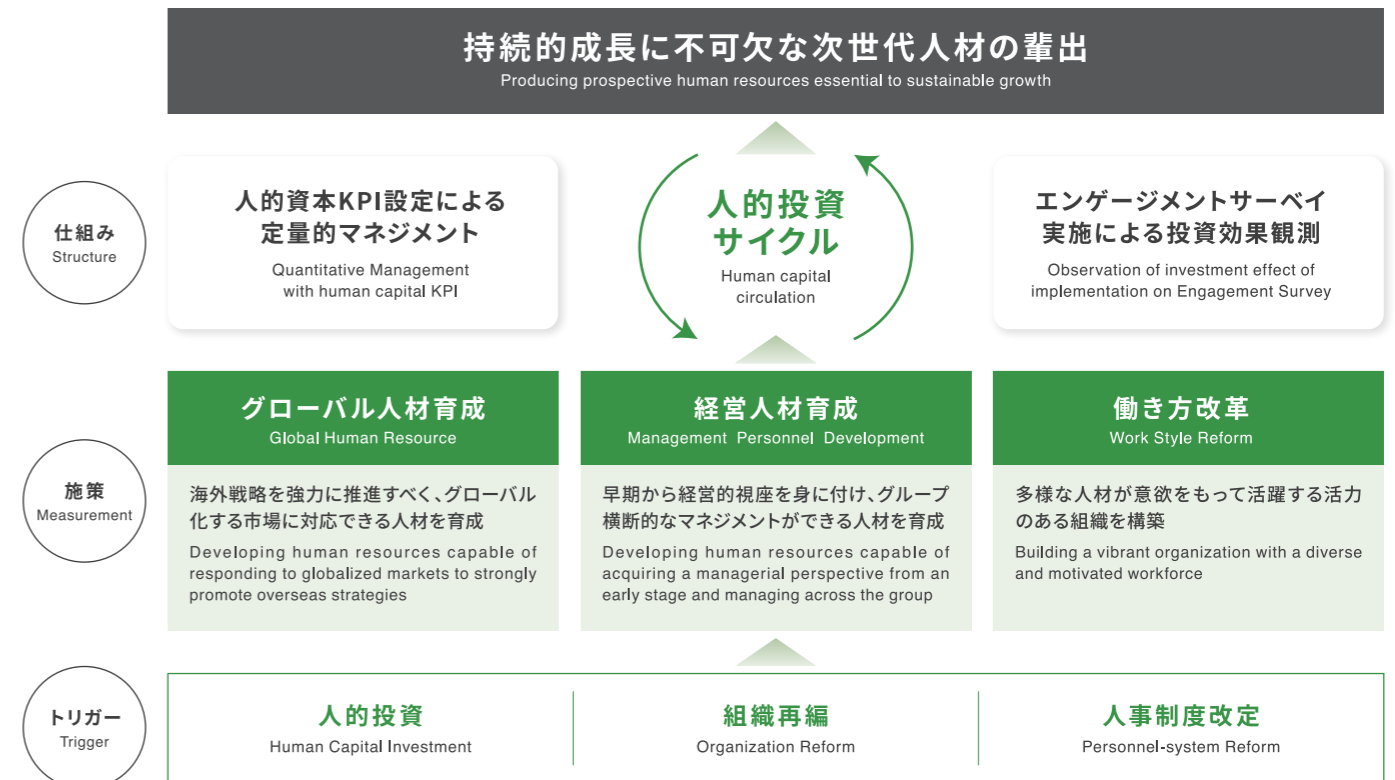 持続的成長に不可欠な次世代人材の輩出
Producing prospective human resources essential to sustainable growth
仕組み
Structure
人的資本KPI設定による
定量的マネジメント
Quantitative Management
with human capital KPI
人的投資
サイクル
Human capital
circulation
エンゲージメントサーベイ
実施による投資効果観測
Observation of investment effect of
implementation on Engagement Survey
施策
Measurement
グローバル人材育成
Global Human Resource
海外戦略を強力に推進すべく、グローバル
化する市場に対応できる人材を育成
Developing human resources capable of
responding to globalized markets to strongly
promote overseas strategies
経営人材育成
Management Personnel Development
早期から経営的視座を身に付け、グループ
横断的なマネジメントができる人材を育成
Developing human resources capable of
acquiring a managerial perspective from an
early stage and managing across the group
働き方改革
Work Style Reform
多様な人材が意欲をもって活躍する活力
のある組織を構築
Building a vibrant organization with a diverse
and motivated workforce
トリガー
Trigger
人的投資
Human Capital Investment
組織再編
Organization Reform
人事制度改定
Personnel-system Reform